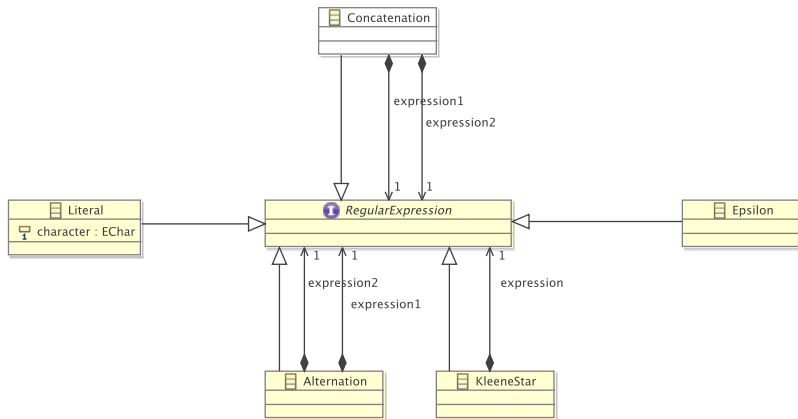 Concatenation
expression1
expression2
1
1
Literal
character : EChar
RegularExpression
Epsilon
1
1
1
expression2
expression
expression1
Alternation
KleeneStar